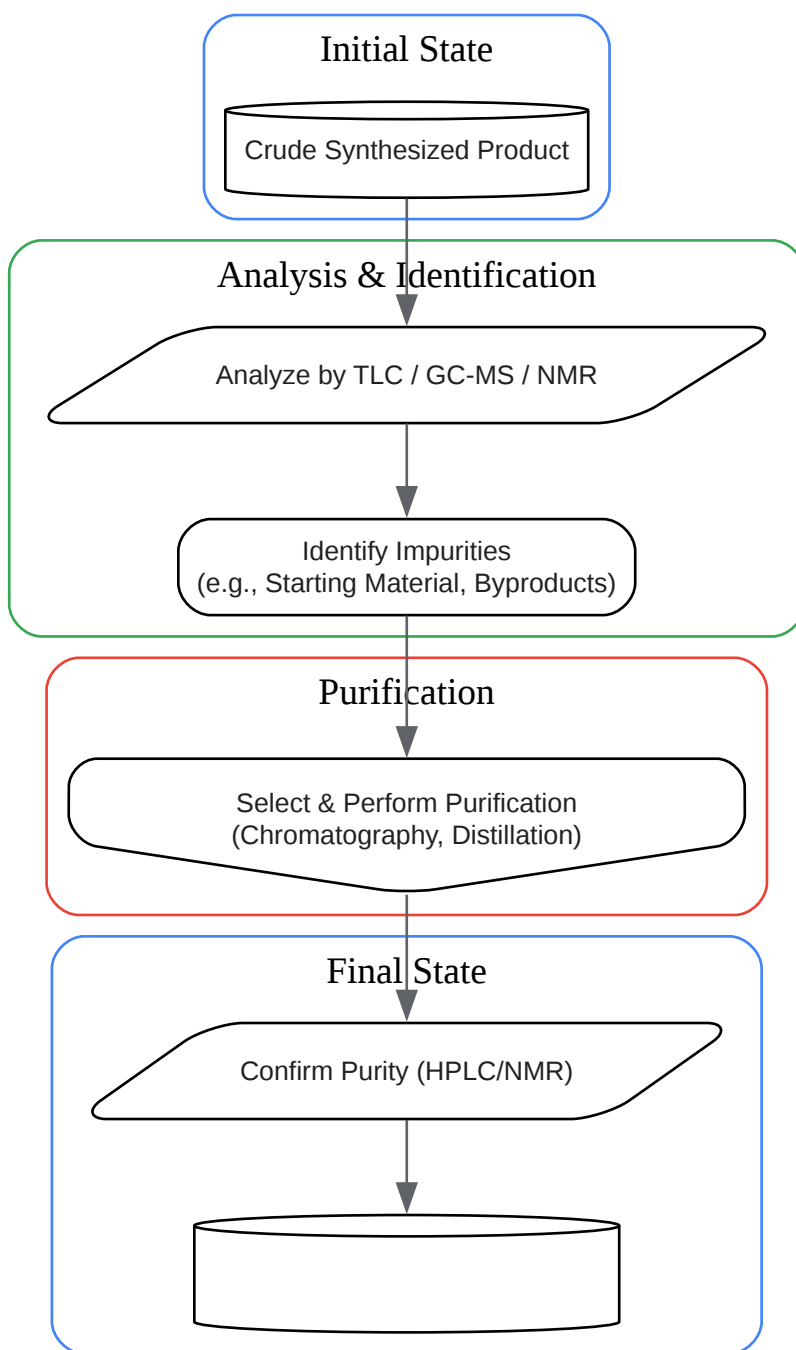 Initial State
Crude Synthesized Product
Analysis & Identification
Analyze by TLC / GC-MS / NMR
Identify Impurities
(e.g., Starting Material, Byproducts)
Purification
Select & Perform Purification
(Chromatography, Distillation)
Final State
Confirm Purity (HPLC/NMR)